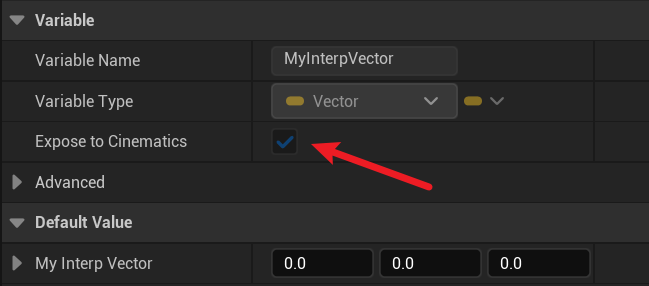 Variable
Variable Name MyInterpVector
Variable Type Vector
Expose to Cinematics
Advanced
Default Value
My Interp Vector 0.0 0.0 0.0